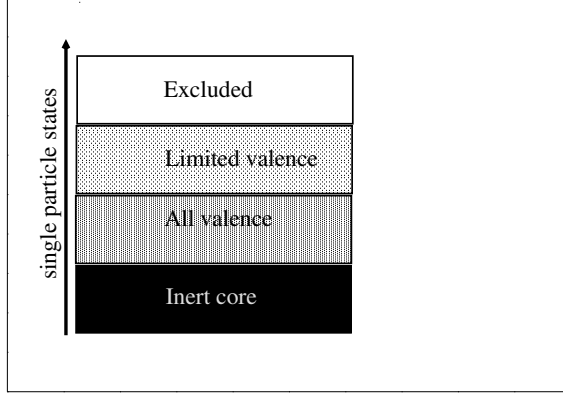 Excluded
Limited valence
All valence
Inert core
single particle states